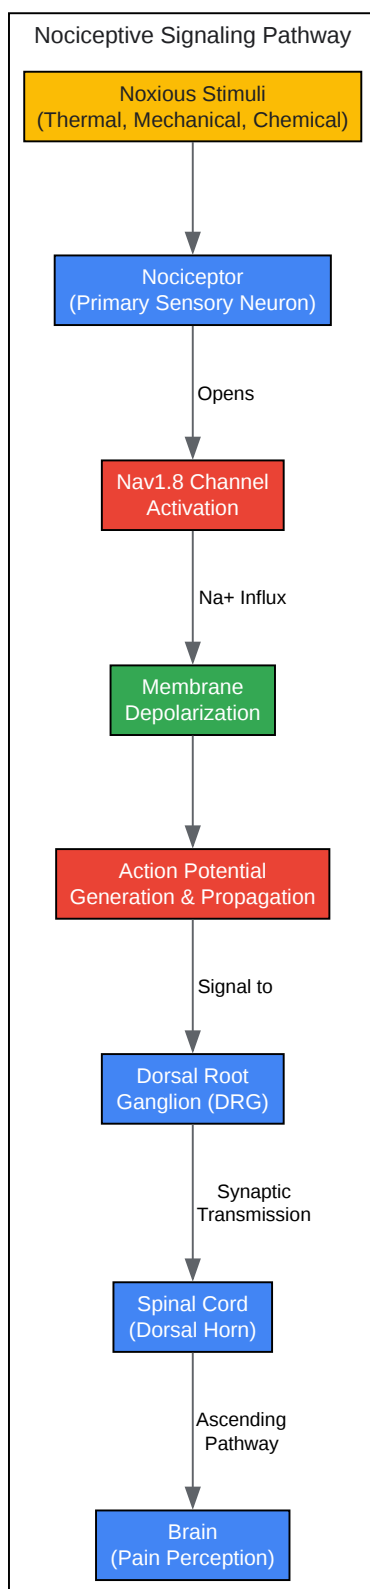 Nociceptive Signaling Pathway
Noxious Stimuli
(Thermal, Mechanical, Chemical)
Nociceptor
(Primary Sensory Neuron)
Opens
Nav1.8 Channel
Activation
Na+ Influx
Membrane
Depolarization
Action Potential
Generation & Propagation
Signal to
Dorsal Root
Ganglion (DRG)
Synaptic
Transmission
Spinal Cord
(Dorsal Horn)
Ascending
Pathway
Brain
(Pain Perception)